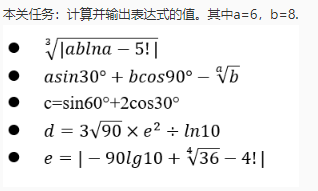 本关任务：计算并输出表达式的值。其中a=6，b=8.
● ∛|ablna − 5!|
● asin30° + bcos90° − ᵃ√b
● c=sin60°+2cos30°
● d = 3√90 × e² ÷ ln10
● e = | − 90lg10 + ∜36 − 4!|